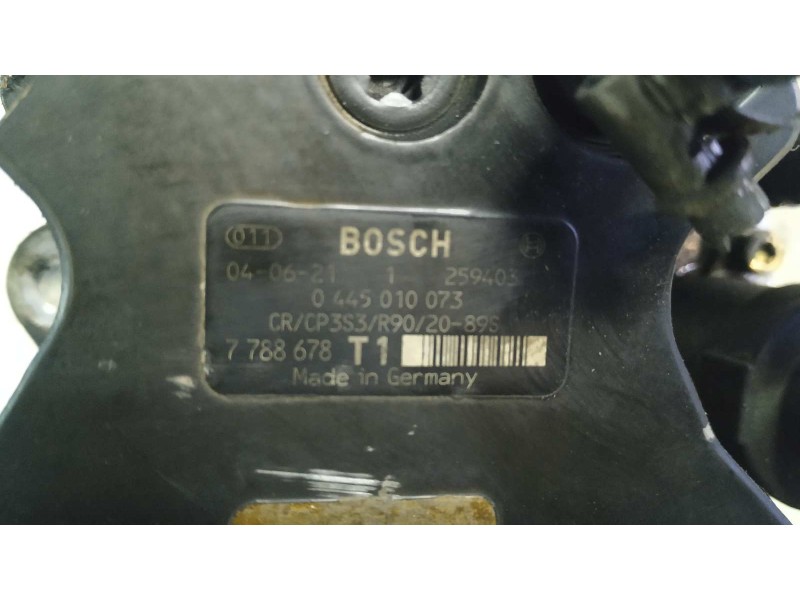 011 BOSCH
04-06-21 1 259403
0 445 010 073
CR/CP3S3/R90/20-89S
7 788 678 T1
Made in Germany